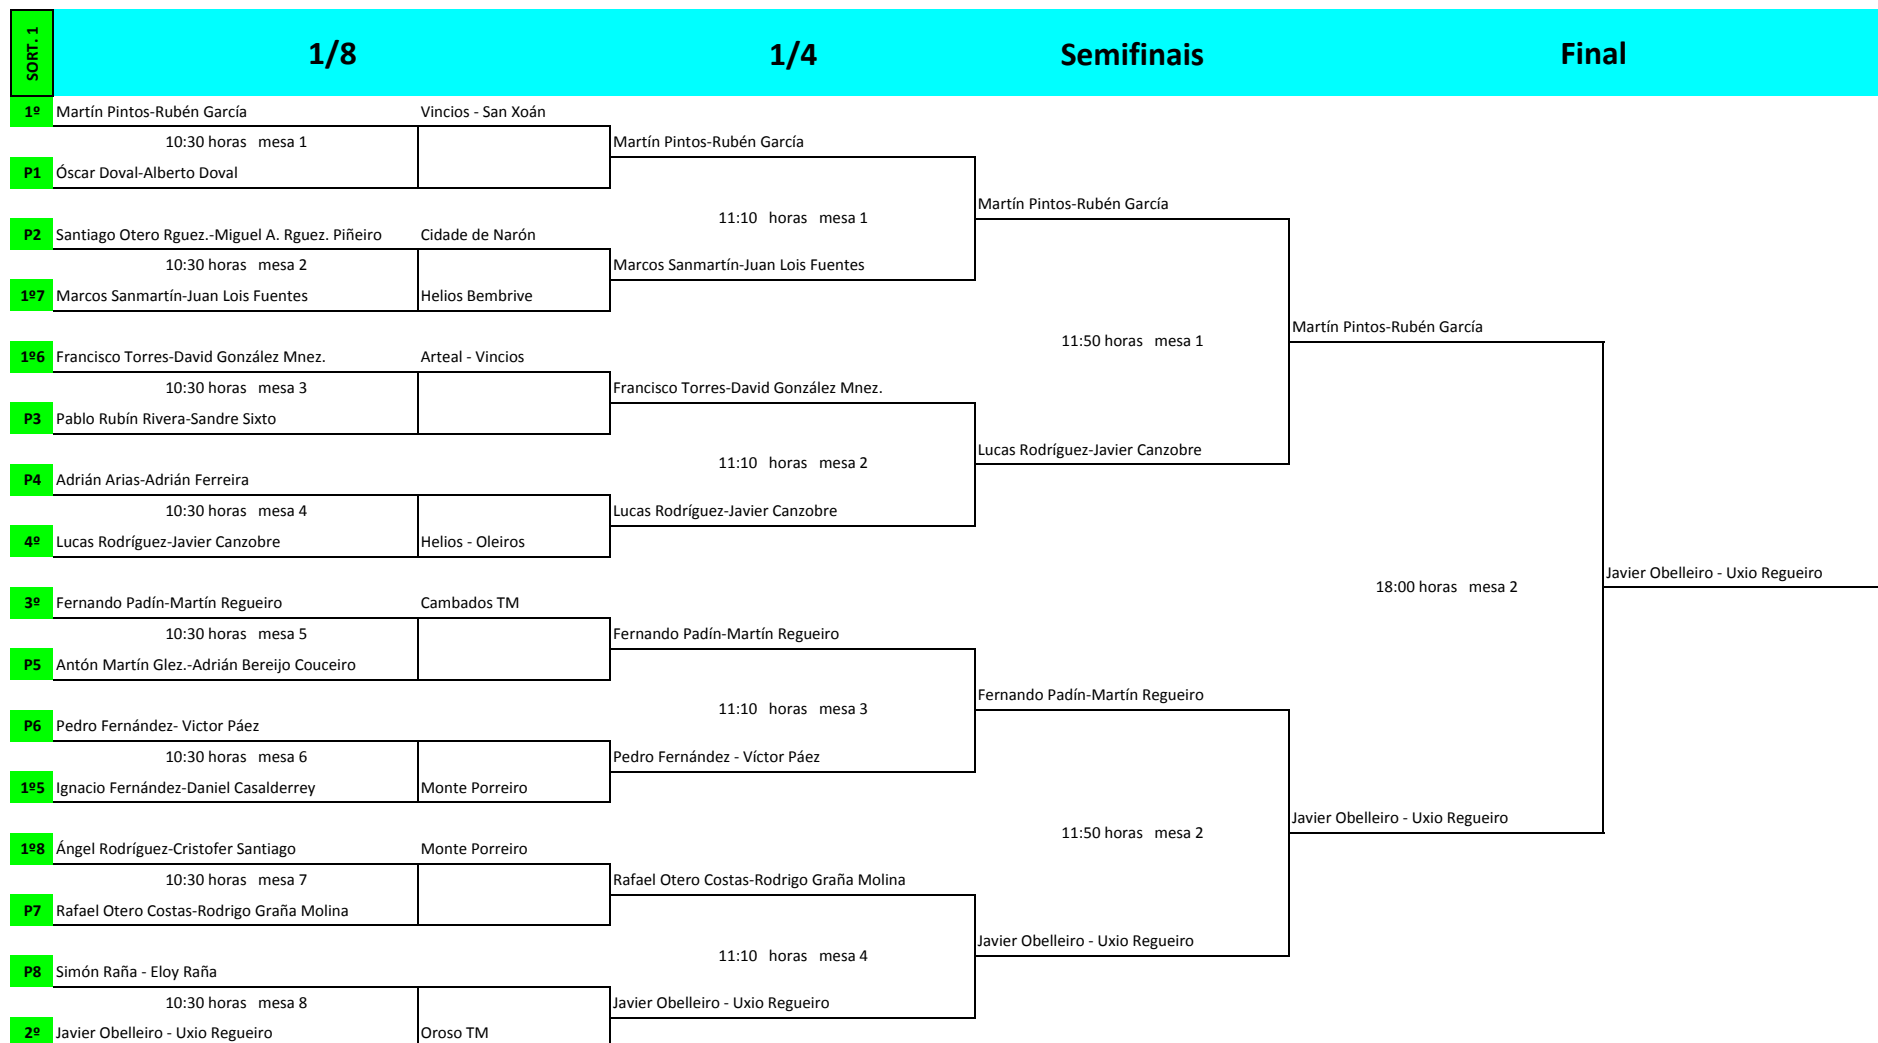 SORT. 1
1/8
1/4
Semifinais
Final
1º Martín Pintos-Rubén García Vincios - San Xoán
10:30 horas mesa 1 Martín Pintos-Rubén García
P1 Óscar Doval-Alberto Doval
Martín Pintos-Rubén García
11:10 horas mesa 1
P2 Santiago Otero Rguez.-Miguel A. Rguez. Piñeiro Cidade de Narón
10:30 horas mesa 2 Marcos Sanmartín-Juan Lois Fuentes
1º7 Marcos Sanmartín-Juan Lois Fuentes Helios Bembrive
Martín Pintos-Rubén García
11:50 horas mesa 1
1º6 Francisco Torres-David González Mnez. Arteal - Vincios
10:30 horas mesa 3 Francisco Torres-David González Mnez.
P3 Pablo Rubín Rivera-Sandre Sixto
Lucas Rodríguez-Javier Canzobre
11:10 horas mesa 2
P4 Adrián Arias-Adrián Ferreira
10:30 horas mesa 4 Lucas Rodríguez-Javier Canzobre
4º Lucas Rodríguez-Javier Canzobre Helios - Oleiros
Javier Obelleiro - Uxio Regueiro
18:00 horas mesa 2
3º Fernando Padín-Martín Regueiro Cambados TM
10:30 horas mesa 5 Fernando Padín-Martín Regueiro
P5 Antón Martín Glez.-Adrián Bereijo Couceiro
Fernando Padín-Martín Regueiro
11:10 horas mesa 3
P6 Pedro Fernández- Victor Páez
10:30 horas mesa 6 Pedro Fernández - Víctor Páez
1º5 Ignacio Fernández-Daniel Casalderrey Monte Porreiro
Javier Obelleiro - Uxio Regueiro
11:50 horas mesa 2
1º8 Ángel Rodríguez-Cristofer Santiago Monte Porreiro
10:30 horas mesa 7 Rafael Otero Costas-Rodrigo Graña Molina
P7 Rafael Otero Costas-Rodrigo Graña Molina
Javier Obelleiro - Uxio Regueiro
11:10 horas mesa 4
P8 Simón Raña - Eloy Raña
10:30 horas mesa 8 Javier Obelleiro - Uxio Regueiro
2º Javier Obelleiro - Uxio Regueiro Oroso TM